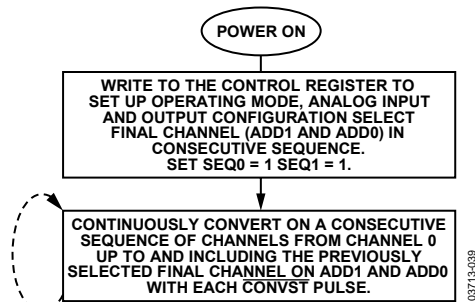 POWER ON
WRITE TO THE CONTROL REGISTER TO
SET UP OPERATING MODE, ANALOG INPUT
AND OUTPUT CONFIGURATION SELECT
FINAL CHANNEL (ADD1 AND ADD0) IN
CONSECUTIVE SEQUENCE.
SET SEQ0 = 1 SEQ1 = 1.
CONTINUOUSLY CONVERT ON A CONSECUTIVE
SEQUENCE OF CHANNELS FROM CHANNEL 0
UP TO AND INCLUDING THE PREVIOUSLY
SELECTED FINAL CHANNEL ON ADD1 AND ADD0
WITH EACH CONVST PULSE.
03713-039